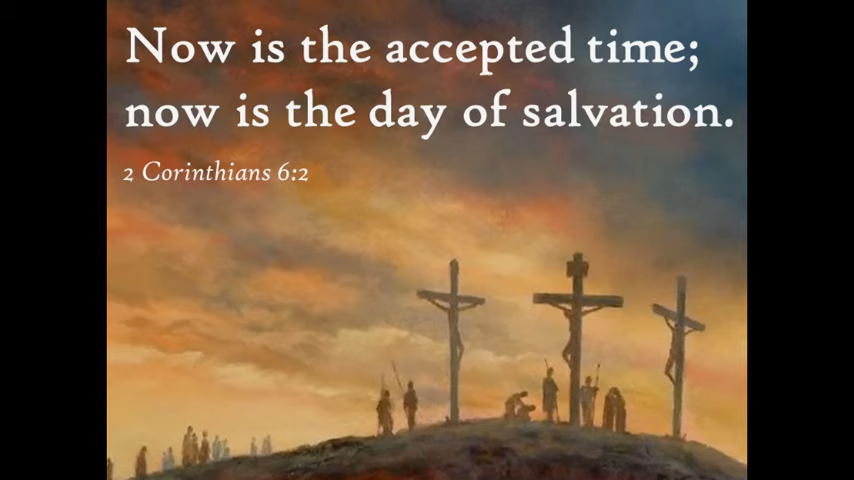 Now is the accepted time;
now is the day of salvation.
2 Corinthians 6:2